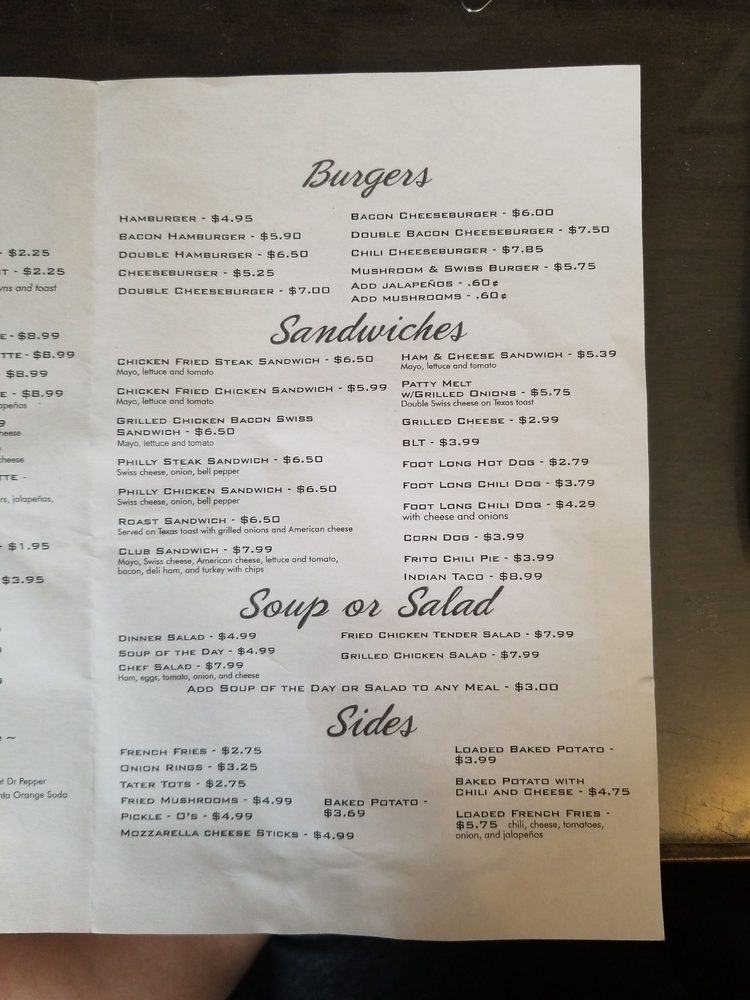 - $2.25
T - $2.25
wns and toast
E - $8.99
TTE - $8.99
$8.99
E - $8.99
apeños
9
heese
cheese
TTE -
rs, jalapeños,
- $1.95
$3.95
9
9
e ~
et Dr Pepper
nta Orange Soda
Burgers
Hamburger - $4.95
Bacon Hamburger - $5.90
Double Hamburger - $6.50
Cheeseburger - $5.25
Double Cheeseburger - $7.00
Bacon Cheeseburger - $6.00
Double Bacon Cheeseburger - $7.50
Chili Cheeseburger - $7.85
Mushroom & Swiss Burger - $5.75
Add jalapeños - .60¢
Add mushrooms - .60¢
Sandwiches
Chicken Fried Steak Sandwich - $6.50
Mayo, lettuce and tomato
Chicken Fried Chicken Sandwich - $5.99
Mayo, lettuce and tomato
Grilled Chicken Bacon Swiss
Sandwich - $6.50
Mayo, lettuce and tomato
Philly Steak Sandwich - $6.50
Swiss cheese, onion, bell pepper
Philly Chicken Sandwich - $6.50
Swiss cheese, onion, bell pepper
Roast Sandwich - $6.50
Served on Texas toast with grilled onions and American cheese
Club Sandwich - $7.99
Mayo, Swiss cheese, American cheese, lettuce and tomato,
bacon, deli ham, and turkey with chips
Ham & Cheese Sandwich - $5.39
Mayo, lettuce and tomato
Patty Melt
w/Grilled Onions - $5.75
Double Swiss cheese on Texas toast
Grilled Cheese - $2.99
BLT - $3.99
Foot Long Hot Dog - $2.79
Foot Long Chili Dog - $3.79
Foot Long Chili Dog - $4.29
with cheese and onions
Corn Dog - $3.99
Frito Chili Pie - $3.99
Indian Taco - $8.99
Soup or Salad
Dinner Salad - $4.99
Soup of the Day - $4.99
Chef Salad - $7.99
Ham, eggs, tomato, onion, and cheese
Fried Chicken Tender Salad - $7.99
Grilled Chicken Salad - $7.99
Add Soup of the Day or Salad to any Meal - $3.00
Sides
French Fries - $2.75
Onion Rings - $3.25
Tater Tots - $2.75
Fried Mushrooms - $4.99
Pickle - O's - $4.99
Mozzarella cheese Sticks - $4.99
Baked Potato -
$3.69
Loaded Baked Potato -
$3.99
Baked Potato with
Chili and Cheese - $4.75
Loaded French Fries -
$5.75 chili, cheese, tomatoes,
onion, and jalapeños